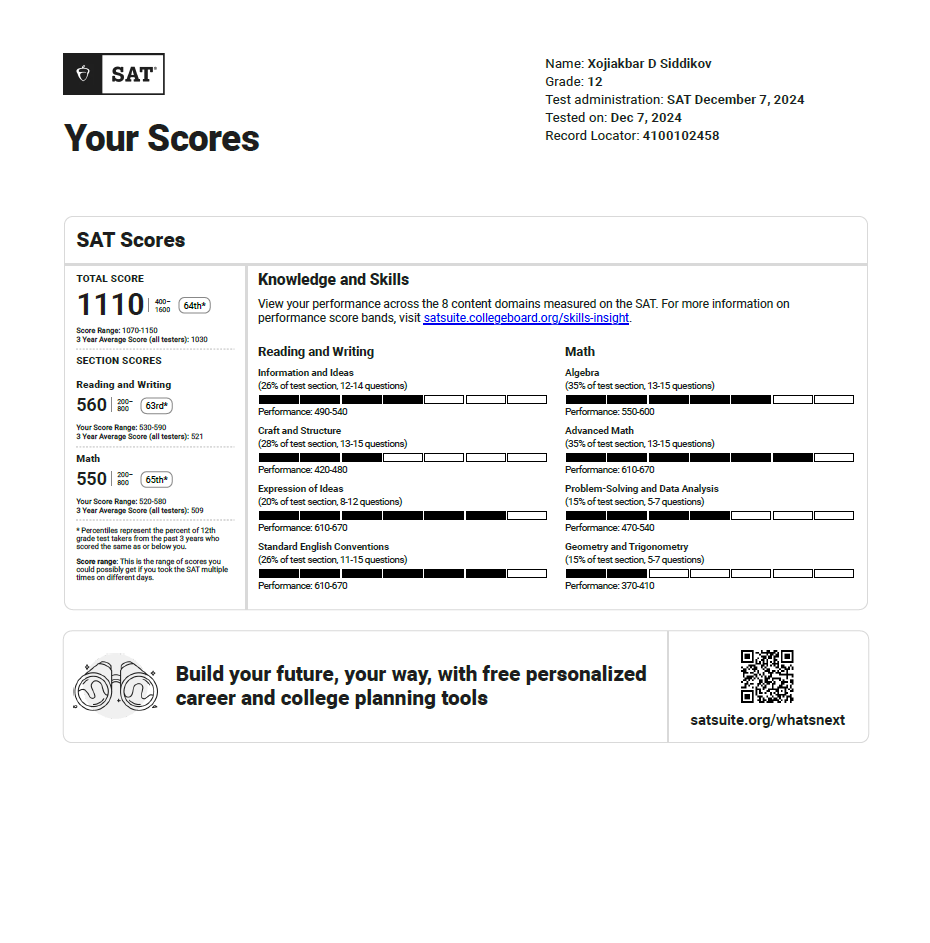 SAT®
Your Scores
Name: Xojiakbar D Siddikov
Grade: 12
Test administration: SAT December 7, 2024
Tested on: Dec 7, 2024
Record Locator: 4100102458
SAT Scores
TOTAL SCORE
1110 | 400–1600 64th*
Score Range: 1070-1150
3 Year Average Score (all testers): 1030
SECTION SCORES
Reading and Writing
560 | 200–800 63rd*
Your Score Range: 530-590
3 Year Average Score (all testers): 521
Math
550 | 200–800 65th*
Your Score Range: 520-580
3 Year Average Score (all testers): 509
* Percentiles represent the percent of 12th
grade test takers from the past 3 years who
scored the same as or below you.
Score range: This is the range of scores you
could possibly get if you took the SAT multiple
times on different days.
Knowledge and Skills
View your performance across the 8 content domains measured on the SAT. For more information on
performance score bands, visit satsuite.collegeboard.org/skills-insight.
Reading and Writing
Information and Ideas
(26% of test section, 12-14 questions)
Performance: 490-540
Craft and Structure
(28% of test section, 13-15 questions)
Performance: 420-480
Expression of Ideas
(20% of test section, 8-12 questions)
Performance: 610-670
Standard English Conventions
(26% of test section, 11-15 questions)
Performance: 610-670
Math
Algebra
(35% of test section, 13-15 questions)
Performance: 550-600
Advanced Math
(35% of test section, 13-15 questions)
Performance: 610-670
Problem-Solving and Data Analysis
(15% of test section, 5-7 questions)
Performance: 470-540
Geometry and Trigonometry
(15% of test section, 5-7 questions)
Performance: 370-410
Build your future, your way, with free personalized
career and college planning tools
satsuite.org/whatsnext